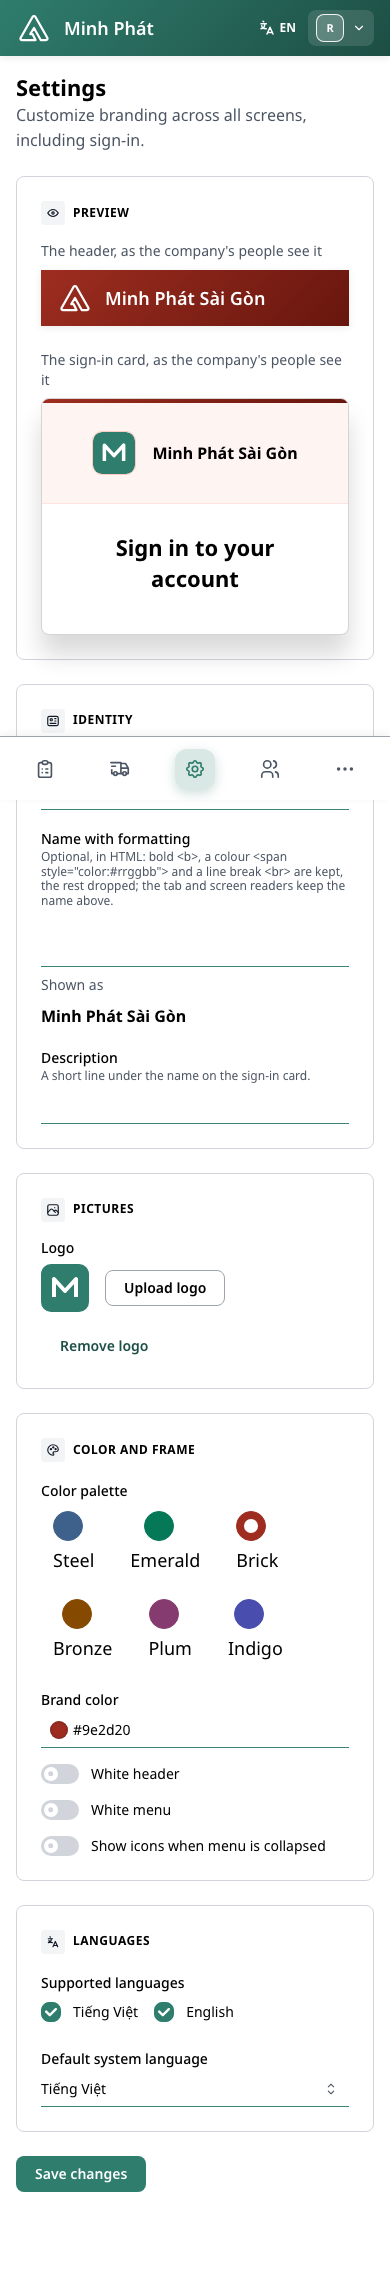 Minh Phát
EN
R
Settings
Customize branding across all screens,
including sign-in.
PREVIEW
The header, as the company's people see it
Minh Phát Sài Gòn
The sign-in card, as the company's people see
it
Minh Phát Sài Gòn
Sign in to your
account
IDENTITY
Name with formatting
Optional, in HTML: bold <b>, a colour <span
style="color:#rrggbb"> and a line break <br> are kept,
the rest dropped; the tab and screen readers keep the
name above.
Shown as
Minh Phát Sài Gòn
Description
A short line under the name on the sign-in card.
PICTURES
Logo
Upload logo
Remove logo
COLOR AND FRAME
Color palette
Steel Emerald Brick
Bronze Plum Indigo
Brand color
#9e2d20
White header
White menu
Show icons when menu is collapsed
LANGUAGES
Supported languages
Tiếng Việt English
Default system language
Tiếng Việt
Save changes